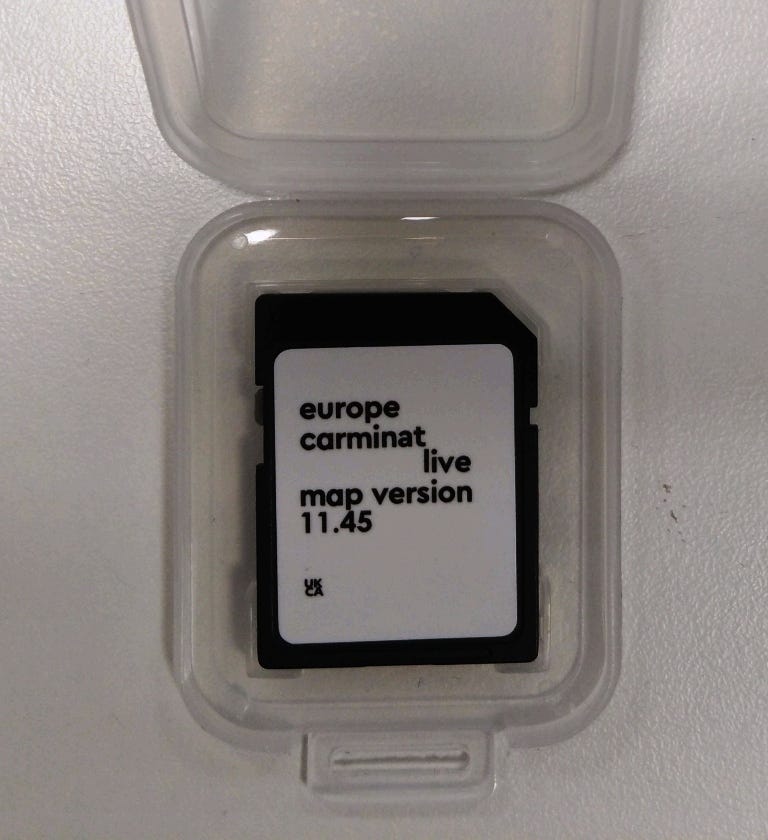 europe
carminat
live
map version
11.45
UK
CA